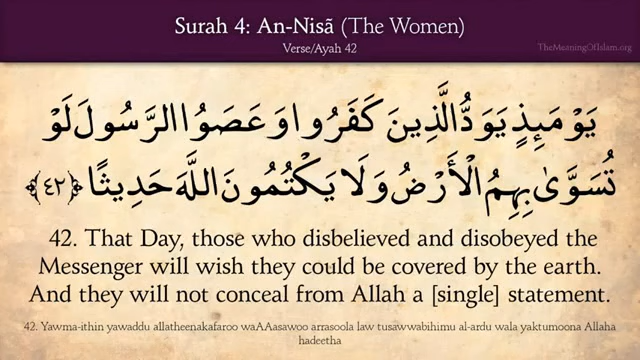 Surah 4: An-Nisã (The Women)
Verse/Ayah 42
TheMeaningOfIslam.org
يَوْمَئِذٍ يَوَدُّ الَّذِينَ كَفَرُوا وَعَصَوُا الرَّسُولَ لَوْ
تُسَوَّىٰ بِهِمُ الْأَرْضُ وَلَا يَكْتُمُونَ اللَّهَ حَدِيثًا ﴿٤٢﴾
42. That Day, those who disbelieved and disobeyed the
Messenger will wish they could be covered by the earth.
And they will not conceal from Allah a [single] statement.
42. Yawma-ithin yawaddu allatheenakafaroo waAAasawoo arrasoola law tusawwabihimu al-ardu wala yaktumoona Allaha
hadeetha